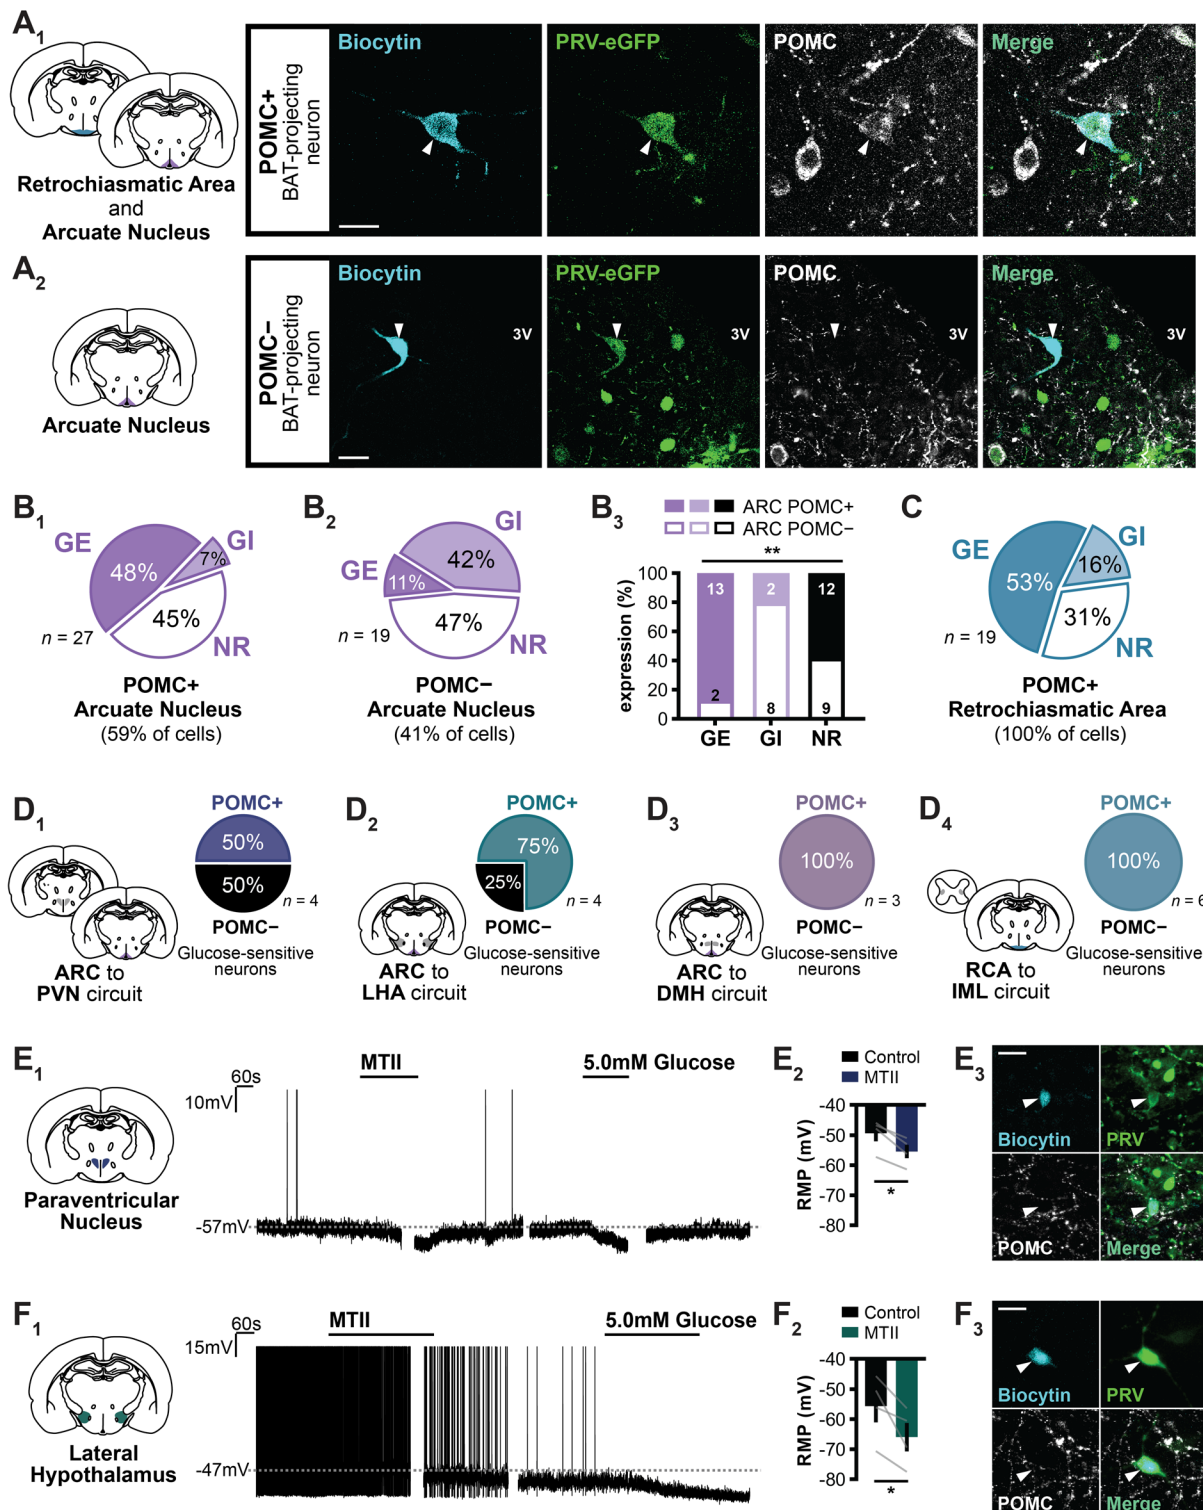 A1
Retrochiasmatic Area
and
Arcuate Nucleus
POMC+
BAT-projecting
neuron
Biocytin
PRV-eGFP
POMC
Merge
A2
Arcuate Nucleus
POMC−
BAT-projecting
neuron
Biocytin
3V
PRV-eGFP
3V
POMC
3V
Merge
3V
B1
GE
48%
GI
7%
45%
NR
n = 27
POMC+
Arcuate Nucleus
(59% of cells)
B2
GI
42%
GE
11%
47%
NR
n = 19
POMC−
Arcuate Nucleus
(41% of cells)
B3
ARC POMC+
ARC POMC−
**
expression (%)
100
80
60
40
20
0
13
2
12
2
8
9
GE
GI
NR
C
GE
53%
GI
16%
31%
NR
n = 19
POMC+
Retrochiasmatic Area
(100% of cells)
D1
POMC+
50%
50%
n = 4
POMC−
Glucose-sensitive
neurons
ARC to
PVN circuit
D2
POMC+
75%
25%
n = 4
POMC−
Glucose-sensitive
neurons
ARC to
LHA circuit
D3
POMC+
100%
n = 3
POMC−
Glucose-sensitive
neurons
ARC to
DMH circuit
D4
POMC+
100%
n = 6
POMC−
Glucose-sensitive
neurons
RCA to
IML circuit
E1
Paraventricular
Nucleus
60s
10mV
MTII
5.0mM Glucose
-57mV
E2
Control
MTII
RMP (mV)
-40
-50
-60
-70
-80
*
E3
Biocytin
PRV
POMC
Merge
F1
Lateral
Hypothalamus
60s
15mV
MTII
5.0mM Glucose
-47mV
F2
Control
MTII
RMP (mV)
-40
-50
-60
-70
-80
*
F3
Biocytin
PRV
POMC
Merge